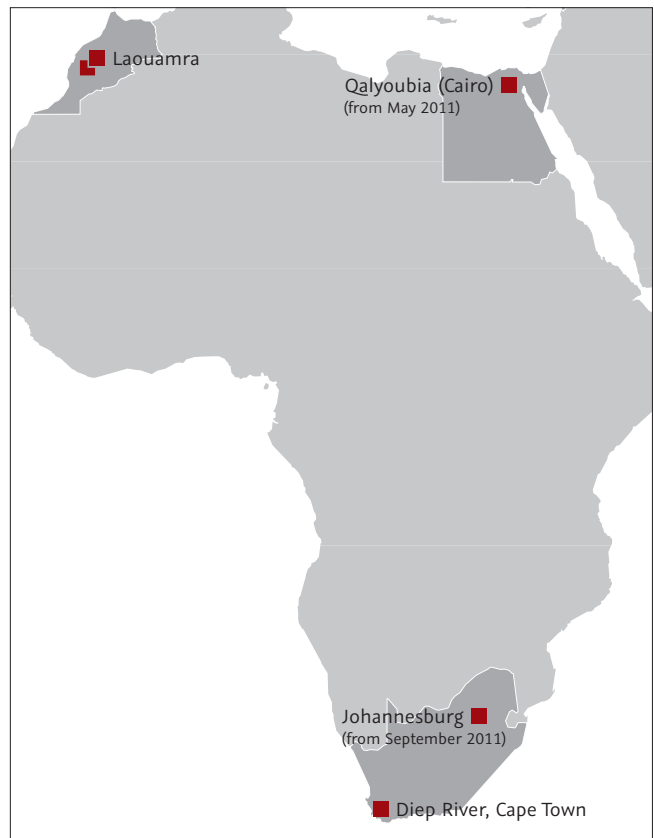 Laouamra
Qalyoubia (Cairo)
(from May 2011)
Johannesburg
(from September 2011)
Diep River, Cape Town